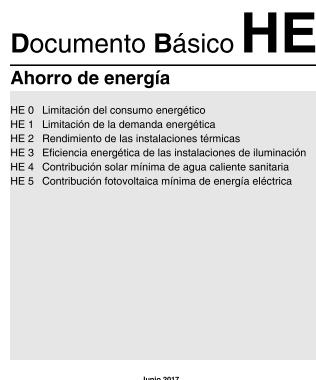 Documento Básico HE
Ahorro de energía
HE 0 Limitación del consumo energético
HE 1 Limitación de la demanda energética
HE 2 Rendimiento de las instalaciones térmicas
HE 3 Eficiencia energética de las instalaciones de iluminación
HE 4 Contribución solar mínima de agua caliente sanitaria
HE 5 Contribución fotovoltaica mínima de energía eléctrica
Junio 2017